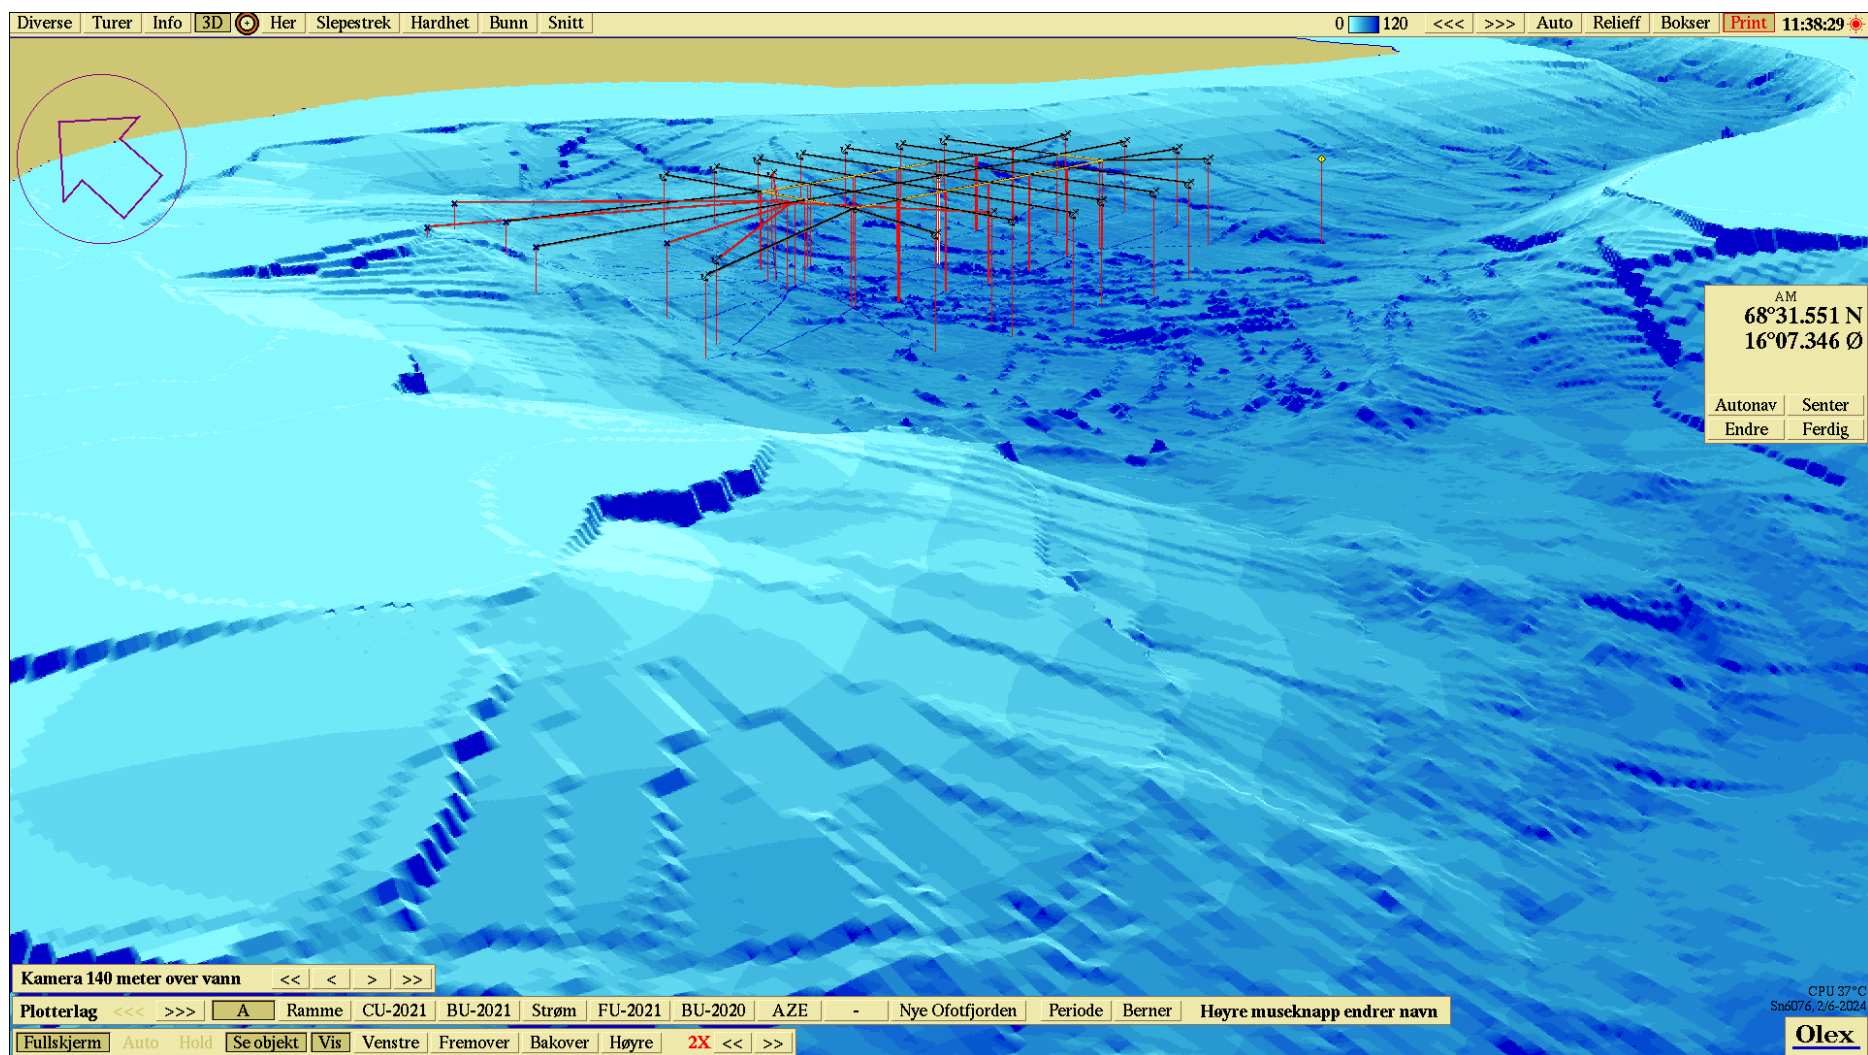 Diverse Turer Info 3D Her Slepestrek Hardhet Bunn Snitt 0 120 <<< >>> Auto Relieff Bokser Print 11:38:29
AM
68°31.551 N
16°07.346 Ø
Autonav Senter
Endre Ferdig
Kamera 140 meter over vann << < > >>
CPU 37°C
Sn6076, 2/6-2024
Plotterlag <<< >>> A Ramme CU-2021 BU-2021 Strøm FU-2021 BU-2020 AZE - Nye Ofotfjorden Periode Berner Høyre museknapp endrer navn
Fullskjerm Auto Hold Se objekt Vis Venstre Fremover Bakover Høyre 2X << >>
Olex